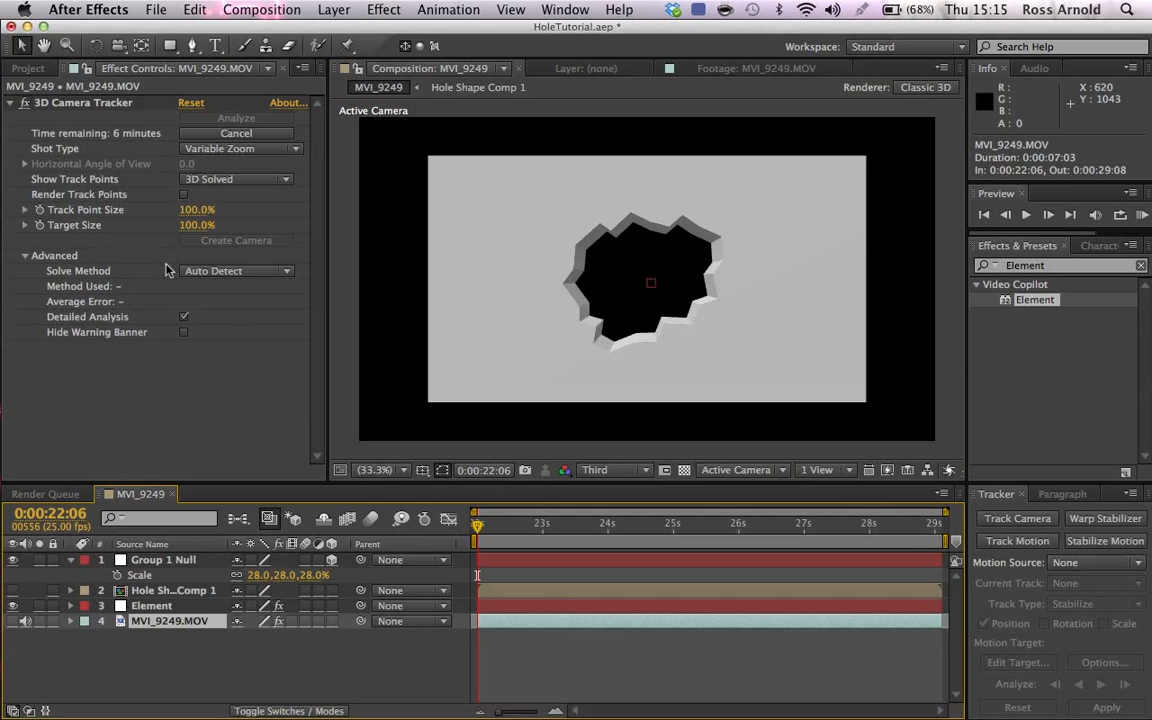 After Effects File Edit Composition Layer Effect Animation View Window Help (68%) Thu 15:15 Ross Arnold
HoleTutorial.aep *
Workspace: Standard Search Help
Project Effect Controls: MVI_9249.MOV Composition: MVI_9249 Layer: (none) Footage: MVI_9249.MOV Info Audio
MVI_9249 • MVI_9249.MOV MVI_9249 Hole Shape Comp 1 Renderer: Classic 3D R: X: 620
fx 3D Camera Tracker Reset About... Active Camera G: Y: 1043
Analyze B:
Time remaining: 6 minutes Cancel A: 0
Shot Type Variable Zoom MVI_9249.MOV
Horizontal Angle of View 0.0 Duration: 0:00:07:03
Show Track Points 3D Solved In: 0:00:22:06, Out: 0:00:29:08
Render Track Points Preview
Track Point Size 100.0%
Target Size 100.0%
Create Camera Effects & Presets Charact
Advanced Element
Solve Method Auto Detect Video Copilot
Method Used: - Element
Average Error: -
Detailed Analysis
Hide Warning Banner
(33.3%) 0:00:22:06 Third Active Camera 1 View
Render Queue MVI_9249 Tracker Paragraph
0:00:22:06 Track Camera Warp Stabilizer
00556 (25.00 fps) 23s 24s 25s 26s 27s 28s 29s
# Source Name fx Parent Track Motion Stabilize Motion
1 Group 1 Null None Motion Source: None
Scale 28.0,28.0,28.0% Current Track: None
2 Hole Sh...Comp 1 None
3 Element fx None Track Type: Stabilize
4 MVI_9249.MOV fx None Position Rotation Scale
Motion Target:
Edit Target... Options...
Analyze:
Toggle Switches / Modes Reset Apply